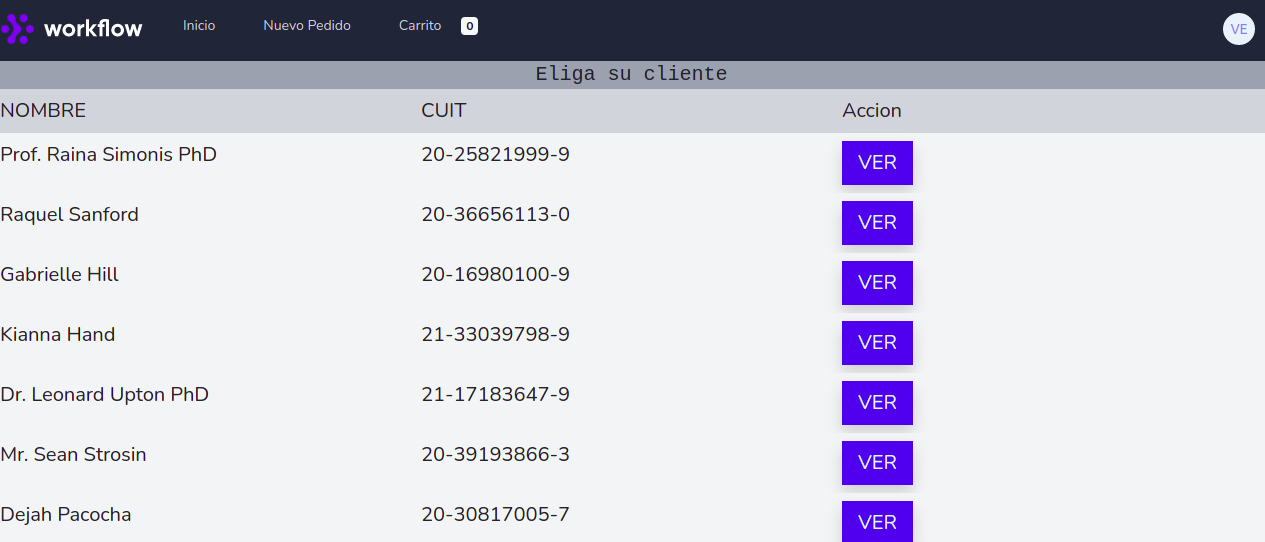 workflow Inicio Nuevo Pedido Carrito 0 VE
Eliga su cliente
NOMBRE CUIT Accion
Prof. Raina Simonis PhD 20-25821999-9 VER
Raquel Sanford 20-36656113-0 VER
Gabrielle Hill 20-16980100-9 VER
Kianna Hand 21-33039798-9 VER
Dr. Leonard Upton PhD 21-17183647-9 VER
Mr. Sean Strosin 20-39193866-3 VER
Dejah Pacocha 20-30817005-7 VER